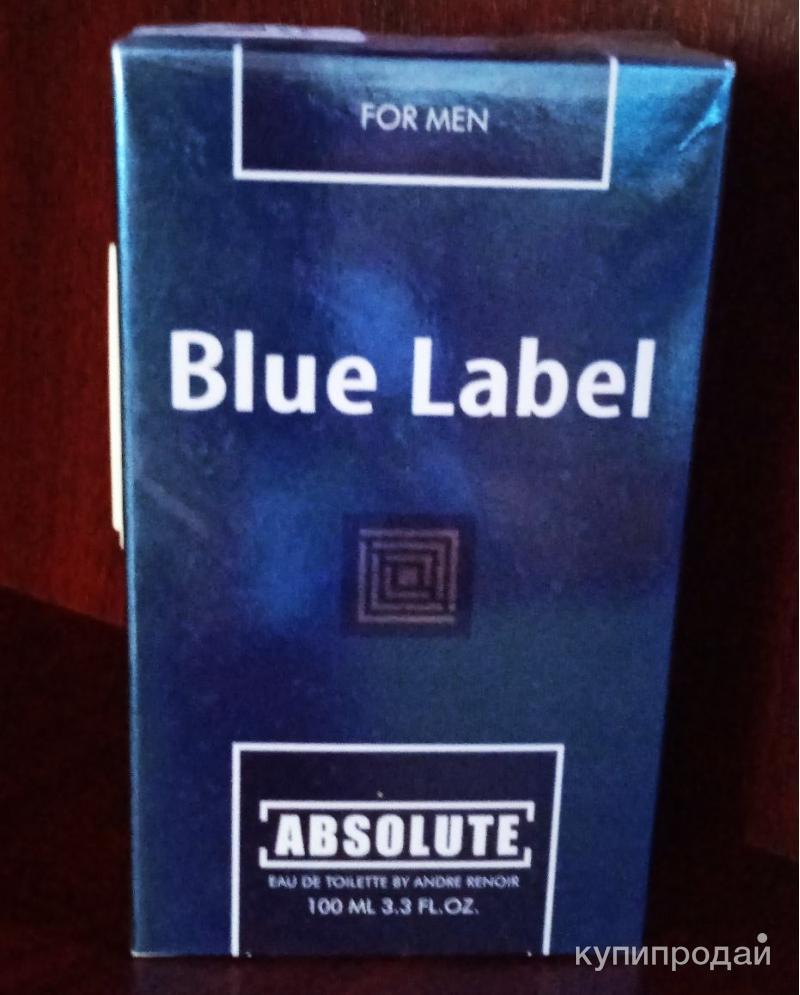 FOR MEN
Blue Label
ABSOLUTE
EAU DE TOILETTE BY ANDRE RENOIR
100 ML 3.3 FL.OZ.
купипродай